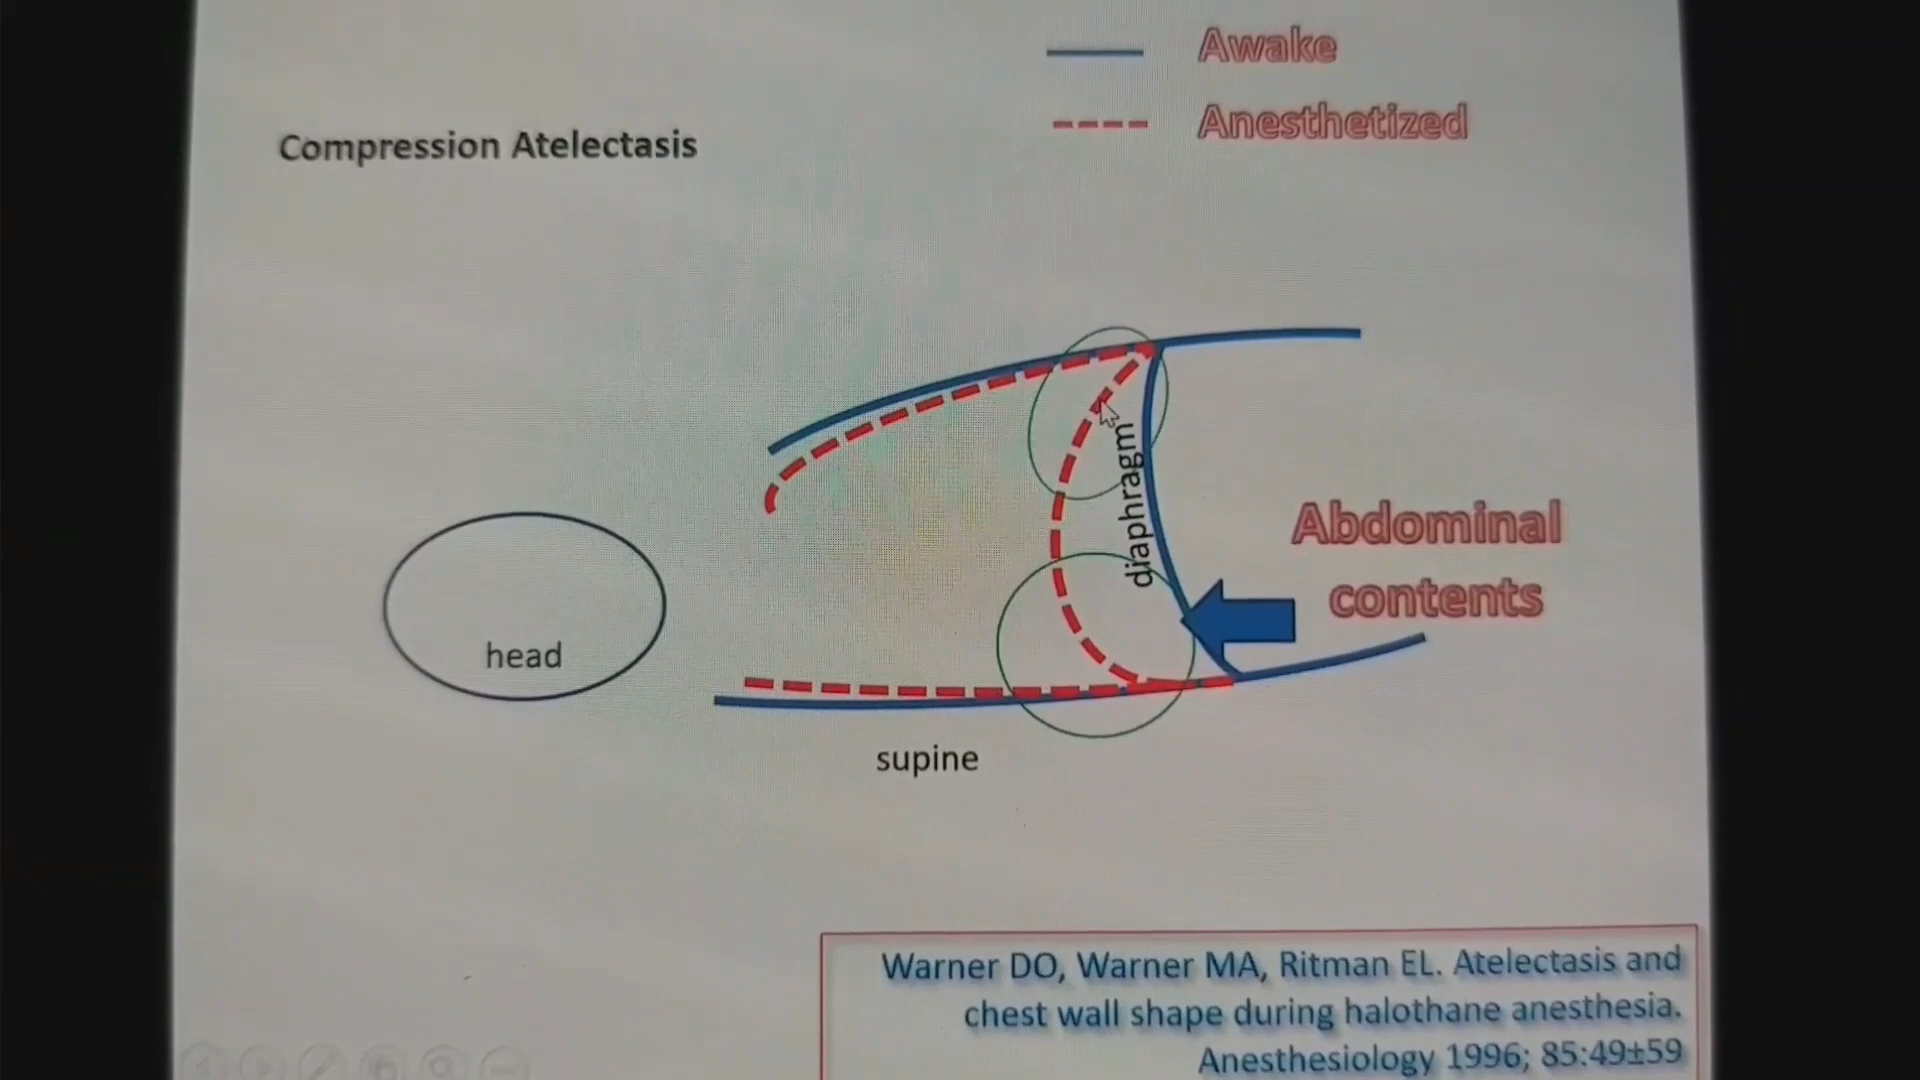 Awake
Anesthetized
Compression Atelectasis
diaphragm
Abdominal
contents
head
supine
Warner DO, Warner MA, Ritman EL. Atelectasis and
chest wall shape during halothane anesthesia.
Anesthesiology 1996; 85:49±59